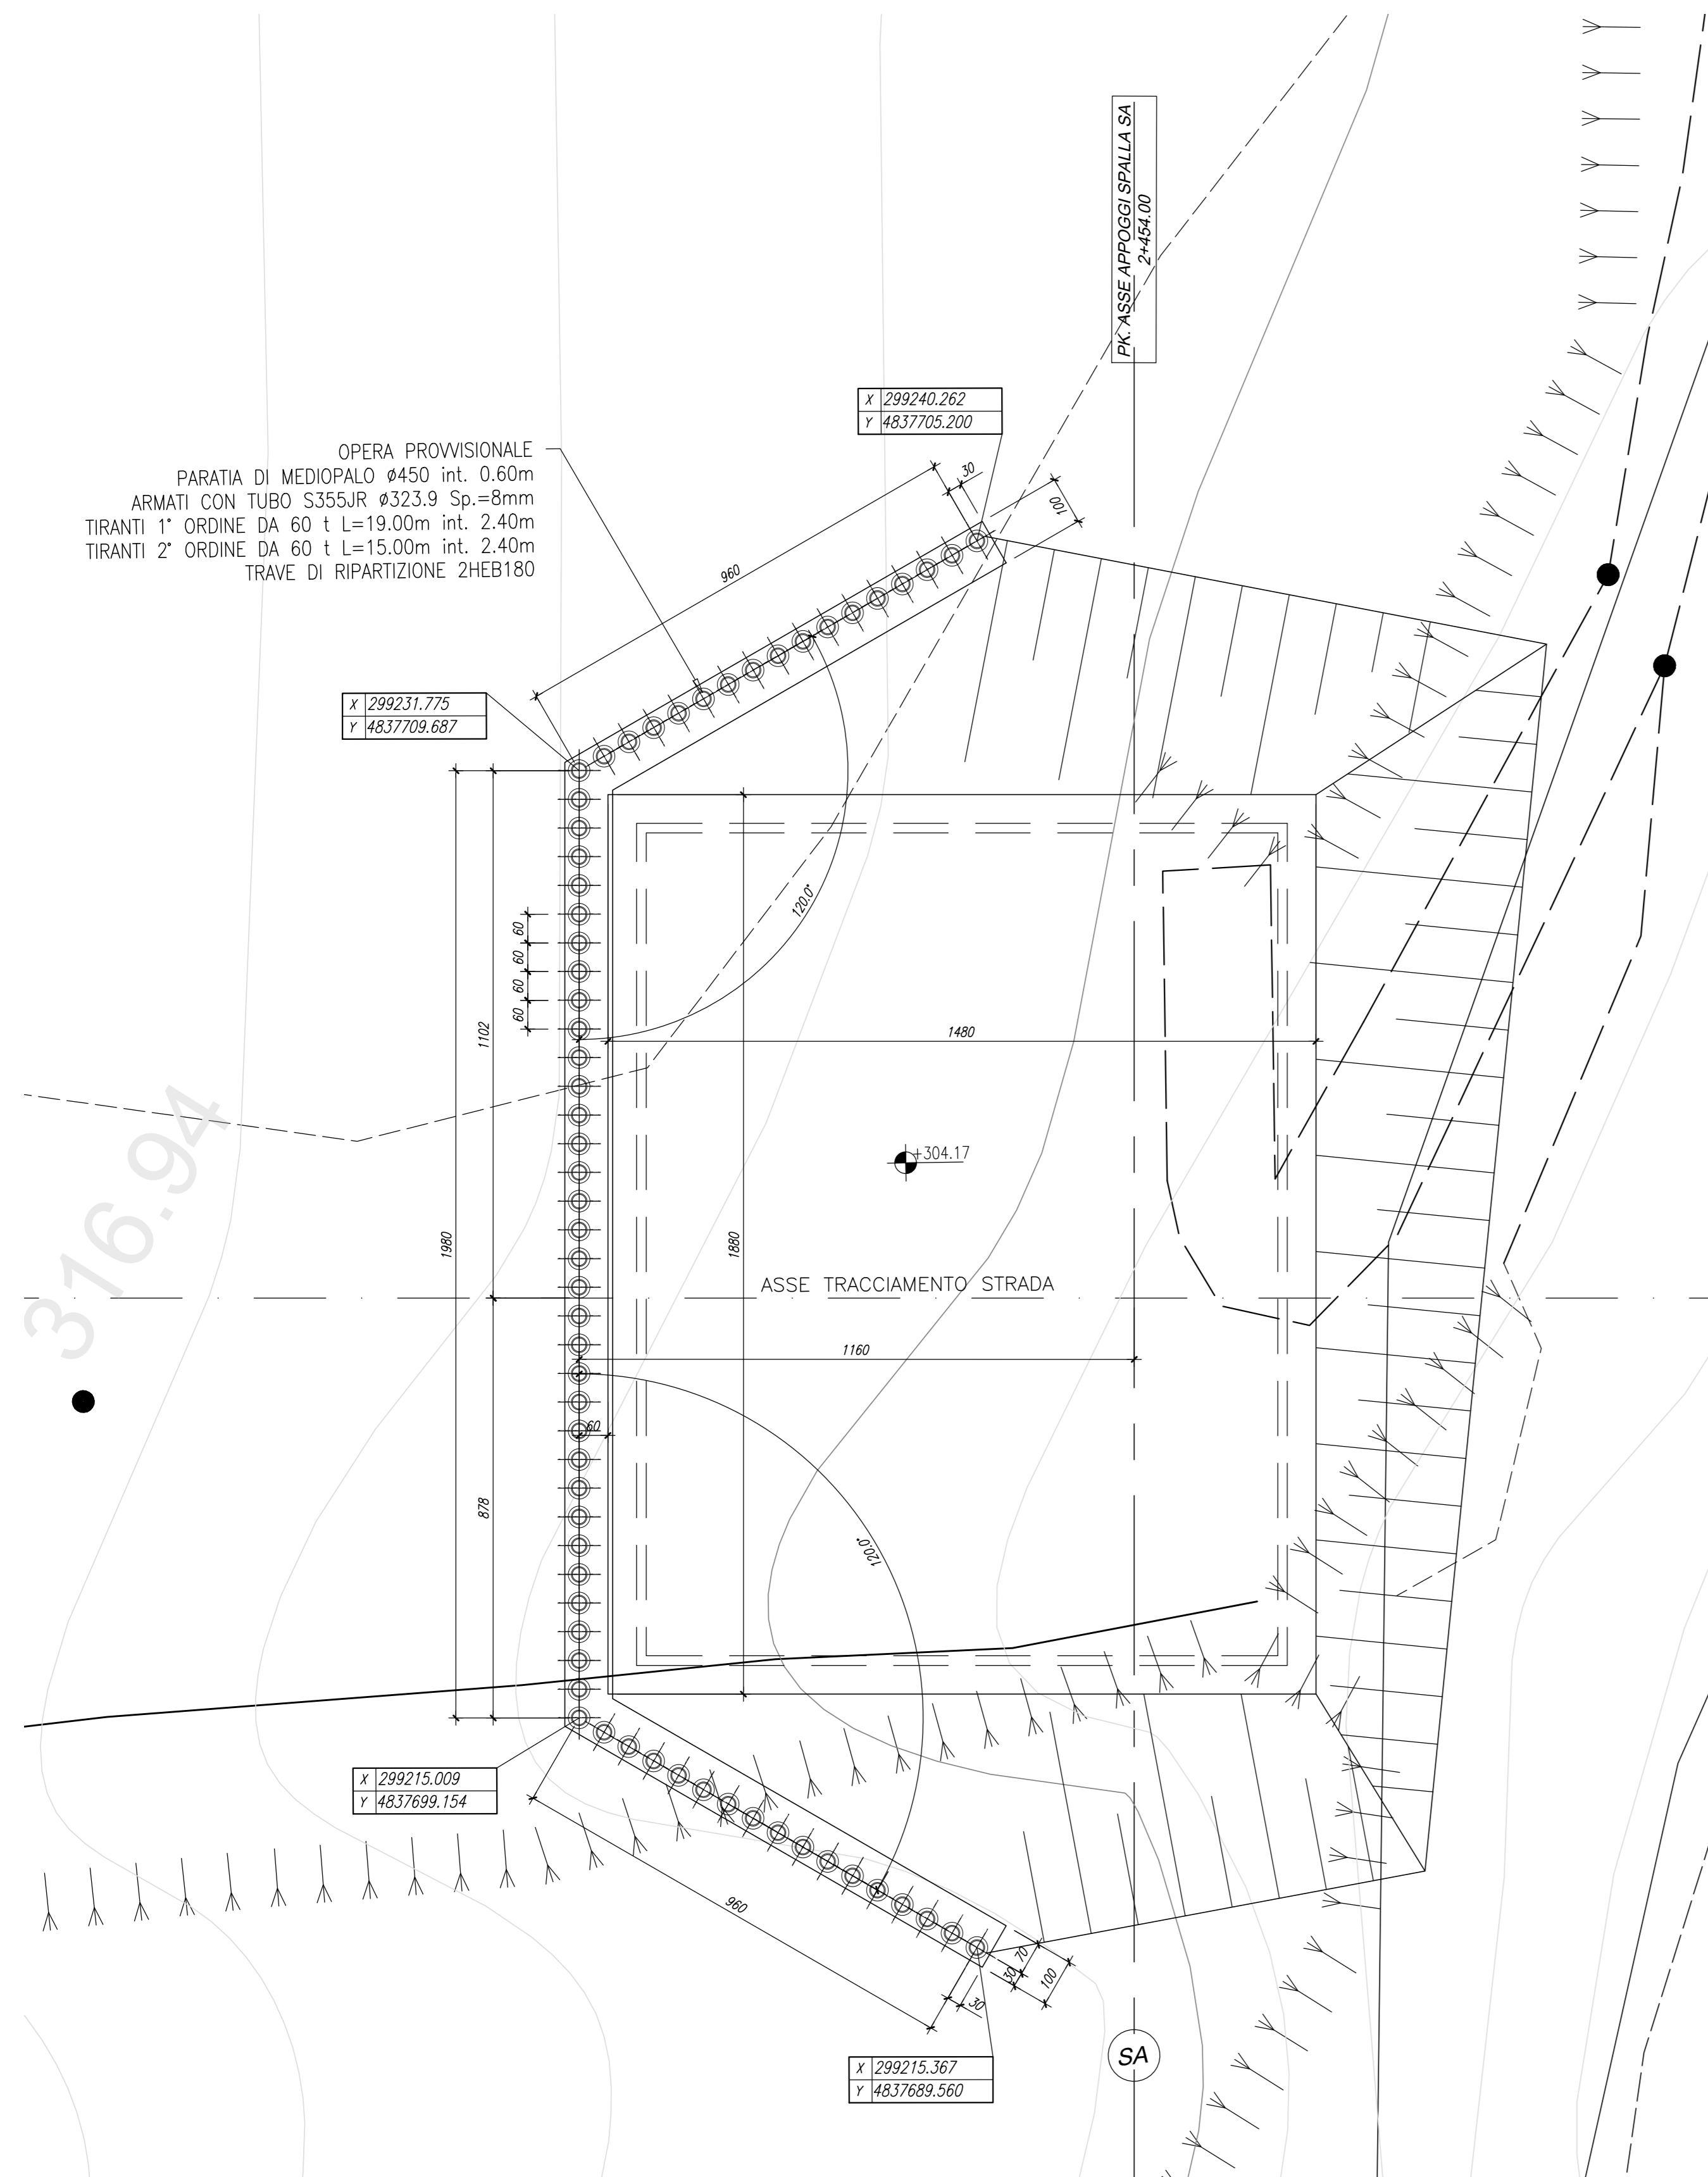 PK. ASSE APPOGGI SPALLA SA
2+454.00
X 299240.262
Y 4837705.200
OPERA PROVVISIONALE
PARATIA DI MEDIOPALO ø450 int. 0.60m
ARMATI CON TUBO S355JR ø323.9 Sp.=8mm
TIRANTI 1° ORDINE DA 60 t L=19.00m int. 2.40m
TIRANTI 2° ORDINE DA 60 t L=15.00m int. 2.40m
TRAVE DI RIPARTIZIONE 2HEB180
30
100
960
X 299231.775
Y 4837709.687
120.0°
60
60
60
60
1102
1480
+304.17
316.94
1980
1880
ASSE TRACCIAMENTO STRADA
1160
60
878
120.0°
X 299215.009
Y 4837699.154
960
70
30
100
30
SA
X 299215.367
Y 4837689.560